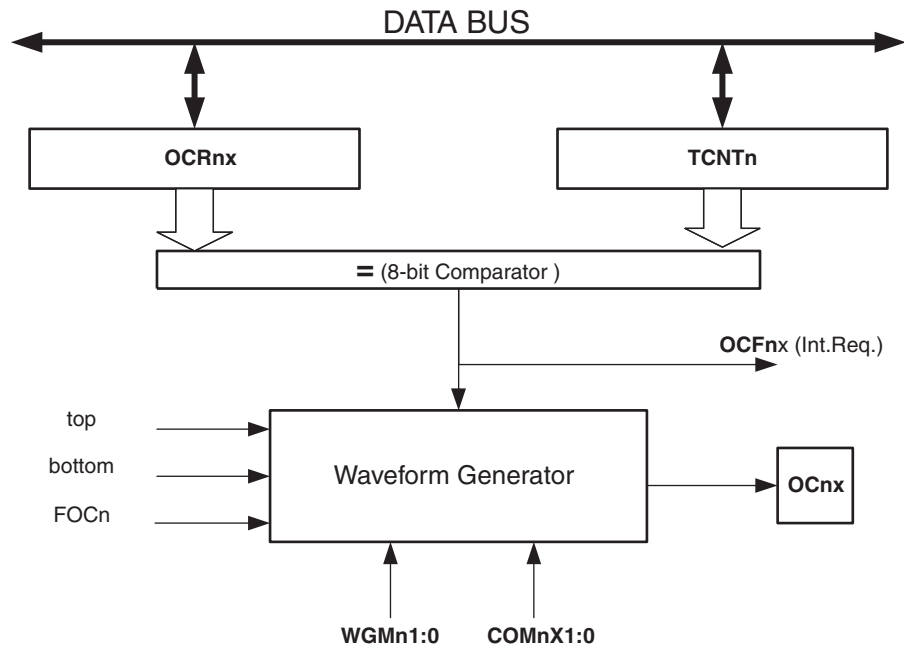 DATA BUS
OCRnx
TCNTn
= (8-bit Comparator )
OCFnx (Int.Req.)
top
bottom
FOCn
Waveform Generator
OCnx
WGMn1:0
COMnX1:0